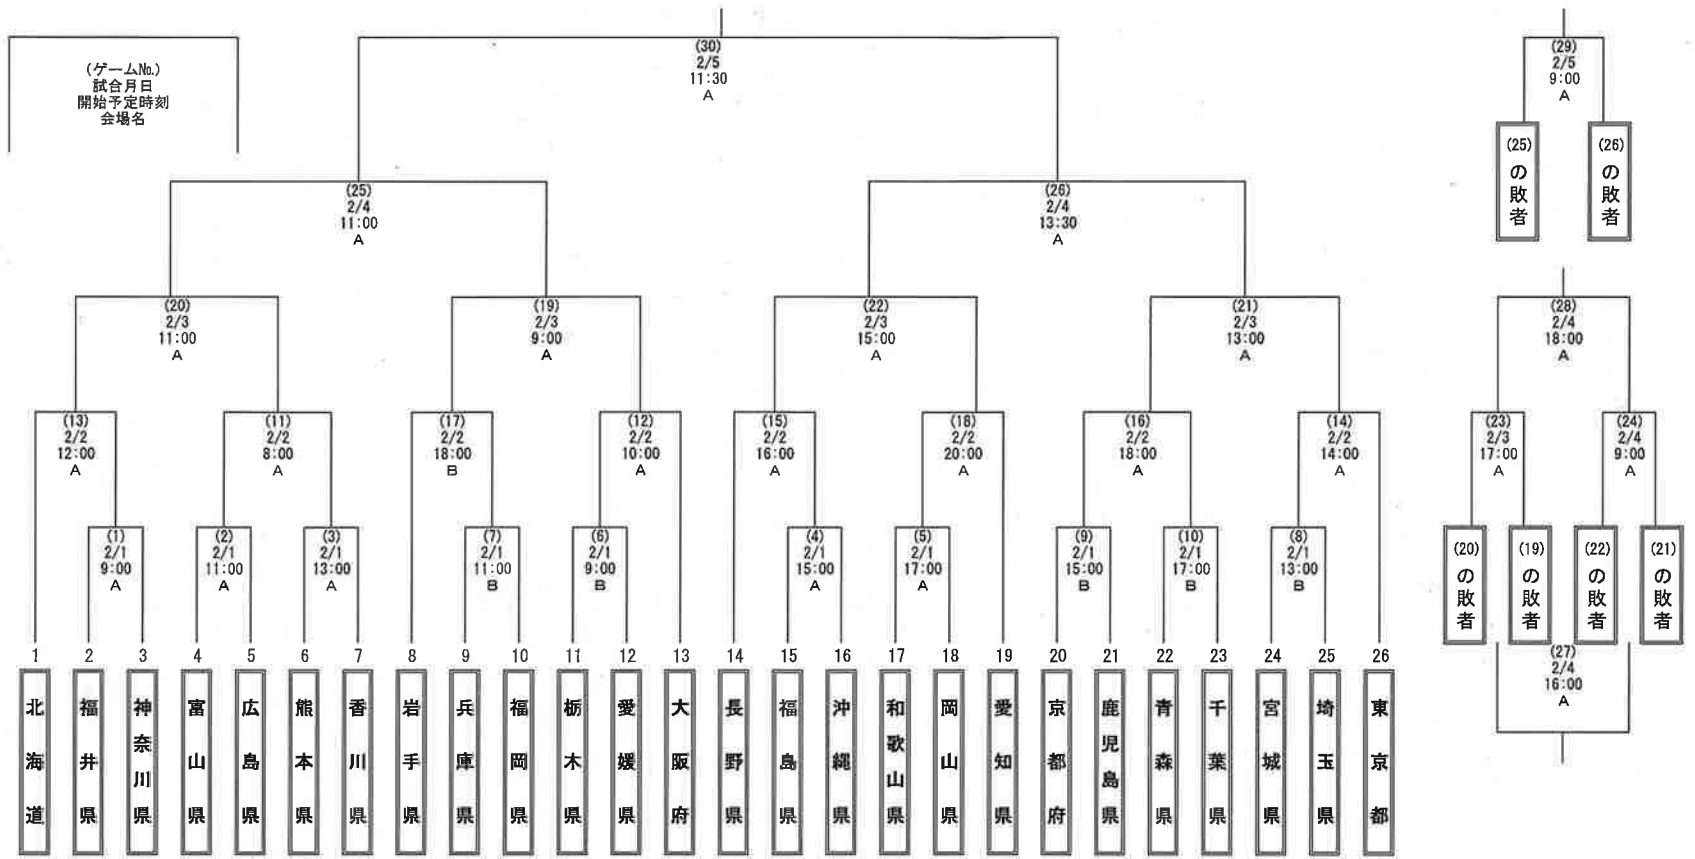 (ゲーム№)
試合月日
開始予定時刻
会場名
(30)
2/5
11:30
A
(29)
2/5
9:00
A
(25)の敗者
(26)の敗者
(25)
2/4
11:00
A
(26)
2/4
13:30
A
(20)
2/3
11:00
A
(19)
2/3
9:00
A
(22)
2/3
15:00
A
(21)
2/3
13:00
A
(28)
2/4
18:00
A
(13)
2/2
12:00
A
(11)
2/2
8:00
A
(17)
2/2
18:00
B
(12)
2/2
10:00
A
(15)
2/2
16:00
A
(18)
2/2
20:00
A
(16)
2/2
18:00
A
(14)
2/2
14:00
A
(23)
2/3
17:00
A
(24)
2/4
9:00
A
(1)
2/1
9:00
A
(2)
2/1
11:00
A
(3)
2/1
13:00
A
(7)
2/1
11:00
B
(6)
2/1
9:00
B
(4)
2/1
15:00
A
(5)
2/1
17:00
A
(9)
2/1
15:00
B
(10)
2/1
17:00
B
(8)
2/1
13:00
B
(20)の敗者
(19)の敗者
(22)の敗者
(21)の敗者
(27)
2/4
16:00
A
1
北海道
2
福井県
3
神奈川県
4
富山県
5
広島県
6
熊本県
7
香川県
8
岩手県
9
兵庫県
10
福岡県
11
栃木県
12
愛媛県
13
大阪府
14
長野県
15
福島県
16
沖縄県
17
和歌山県
18
岡山県
19
愛知県
20
京都府
21
鹿児島県
22
青森県
23
千葉県
24
宮城県
25
埼玉県
26
東京都